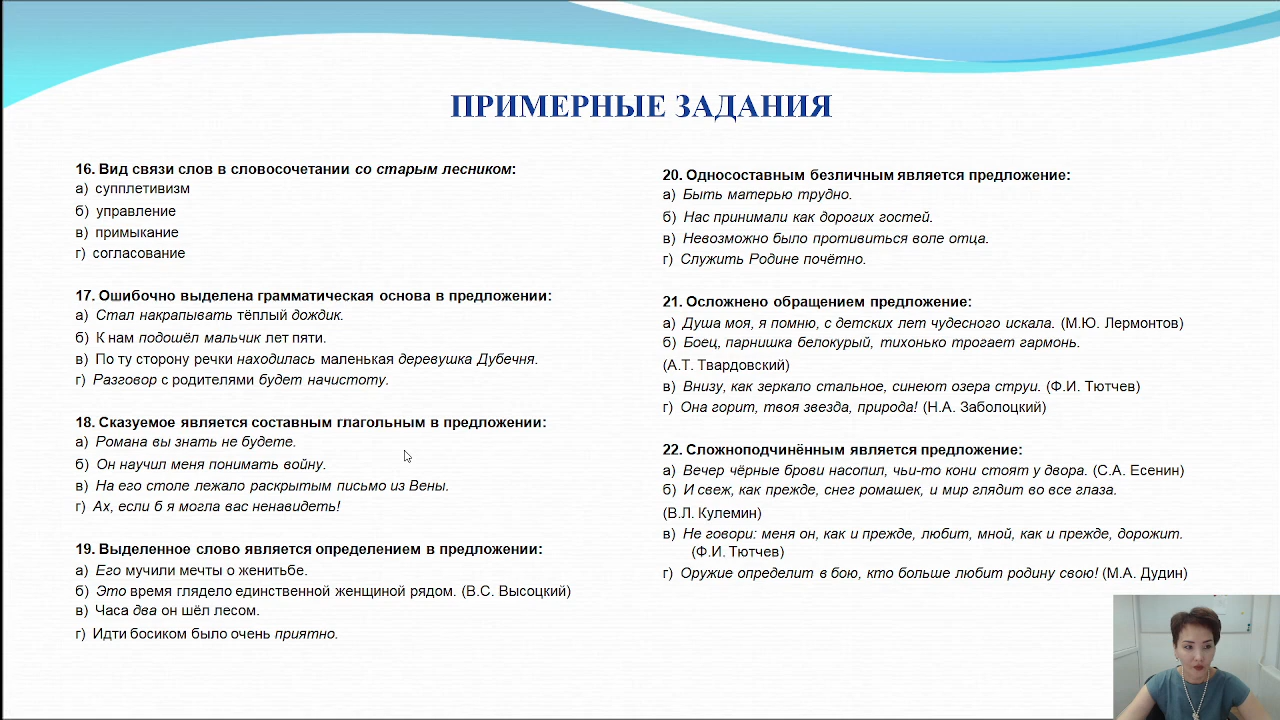 ПРИМЕРНЫЕ ЗАДАНИЯ
16. Вид связи слов в словосочетании со старым лесником:
а) супплетивизм
б) управление
в) примыкание
г) согласование
17. Ошибочно выделена грамматическая основа в предложении:
а) Стал накрапывать тёплый дождик.
б) К нам подошёл мальчик лет пяти.
в) По ту сторону речки находилась маленькая деревушка Дубечня.
г) Разговор с родителями будет начистоту.
18. Сказуемое является составным глагольным в предложении:
а) Романа вы знать не будете.
б) Он научил меня понимать войну.
в) На его столе лежало раскрытым письмо из Вены.
г) Ах, если б я могла вас ненавидеть!
19. Выделенное слово является определением в предложении:
а) Его мучили мечты о женитьбе.
б) Это время глядело единственной женщиной рядом. (В.С. Высоцкий)
в) Часа два он шёл лесом.
г) Идти босиком было очень приятно.
20. Односоставным безличным является предложение:
а) Быть матерью трудно.
б) Нас принимали как дорогих гостей.
в) Невозможно было противиться воле отца.
г) Служить Родине почётно.
21. Осложнено обращением предложение:
а) Душа моя, я помню, с детских лет чудесного искала. (М.Ю. Лермонтов)
б) Боец, парнишка белокурый, тихонько трогает гармонь.
(А.Т. Твардовский)
в) Внизу, как зеркало стальное, синеют озера струи. (Ф.И. Тютчев)
г) Она горит, твоя звезда, природа! (Н.А. Заболоцкий)
22. Сложноподчинённым является предложение:
а) Вечер чёрные брови насопил, чьи-то кони стоят у двора. (С.А. Есенин)
б) И свеж, как прежде, снег ромашек, и мир глядит во все глаза.
(В.Л. Кулемин)
в) Не говори: меня он, как и прежде, любит, мной, как и прежде, дорожит.
(Ф.И. Тютчев)
г) Оружие определит в бою, кто больше любит родину свою! (М.А. Дудин)